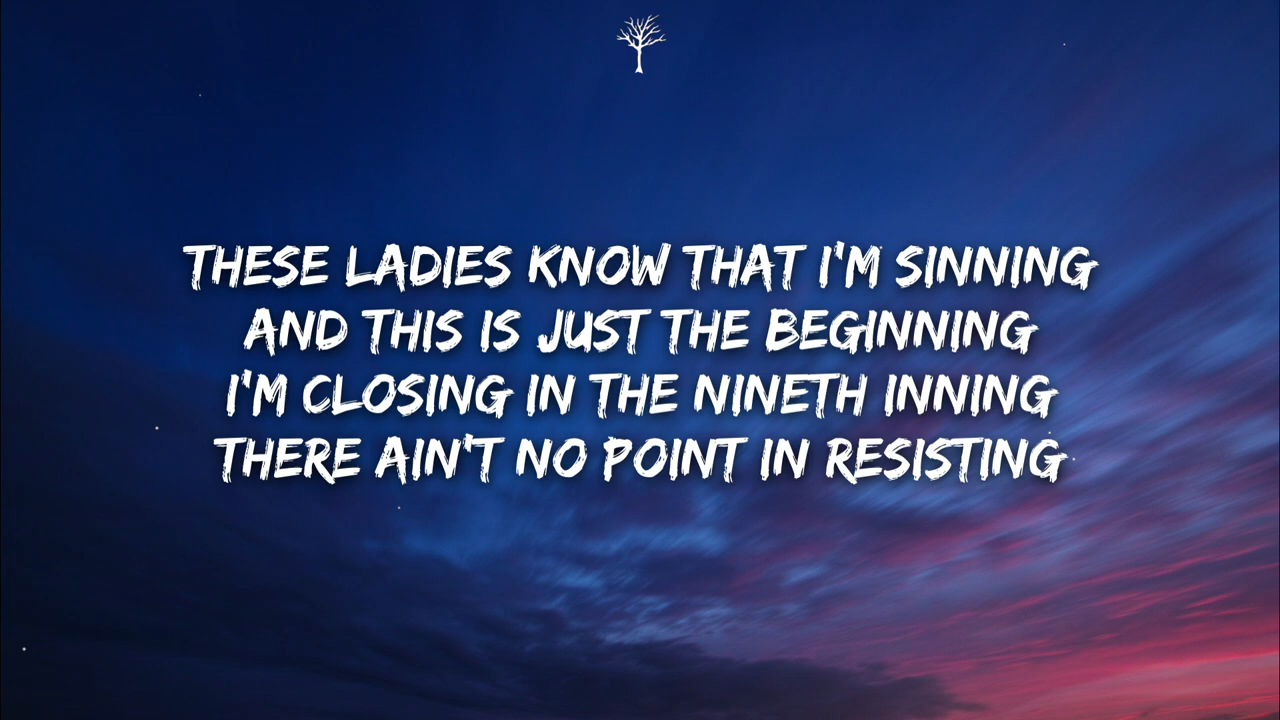 THESE LADIES KNOW THAT I'M SINNING
AND THIS IS JUST THE BEGINNING
I'M CLOSING IN THE NINETH INNING
THERE AIN'T NO POINT IN RESISTING